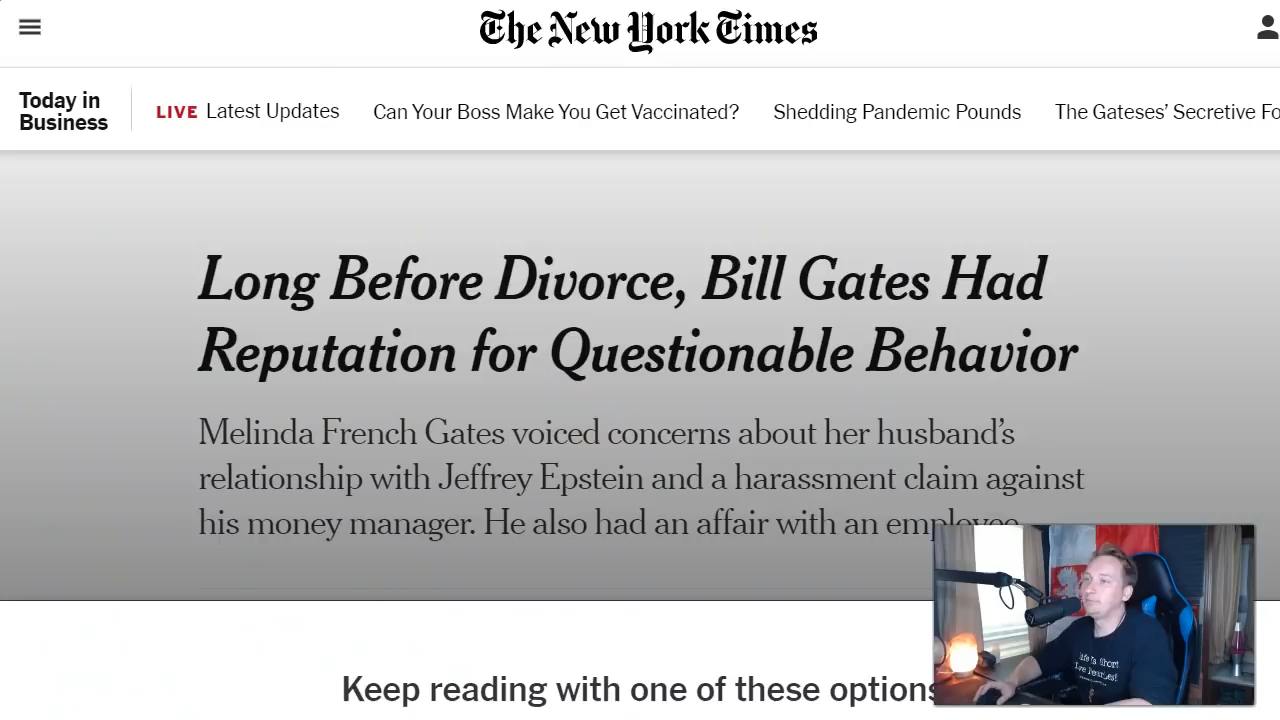 The New York Times
Today in
Business
LIVE Latest Updates
Can Your Boss Make You Get Vaccinated?
Shedding Pandemic Pounds
The Gateses' Secretive
Long Before Divorce, Bill Gates Had
Reputation for Questionable Behavior
Melinda French Gates voiced concerns about her husband's
relationship with Jeffrey Epstein and a harassment claim against
his money manager. He also had an affair with an employee.
Life is Short
Keep reading with one of these options